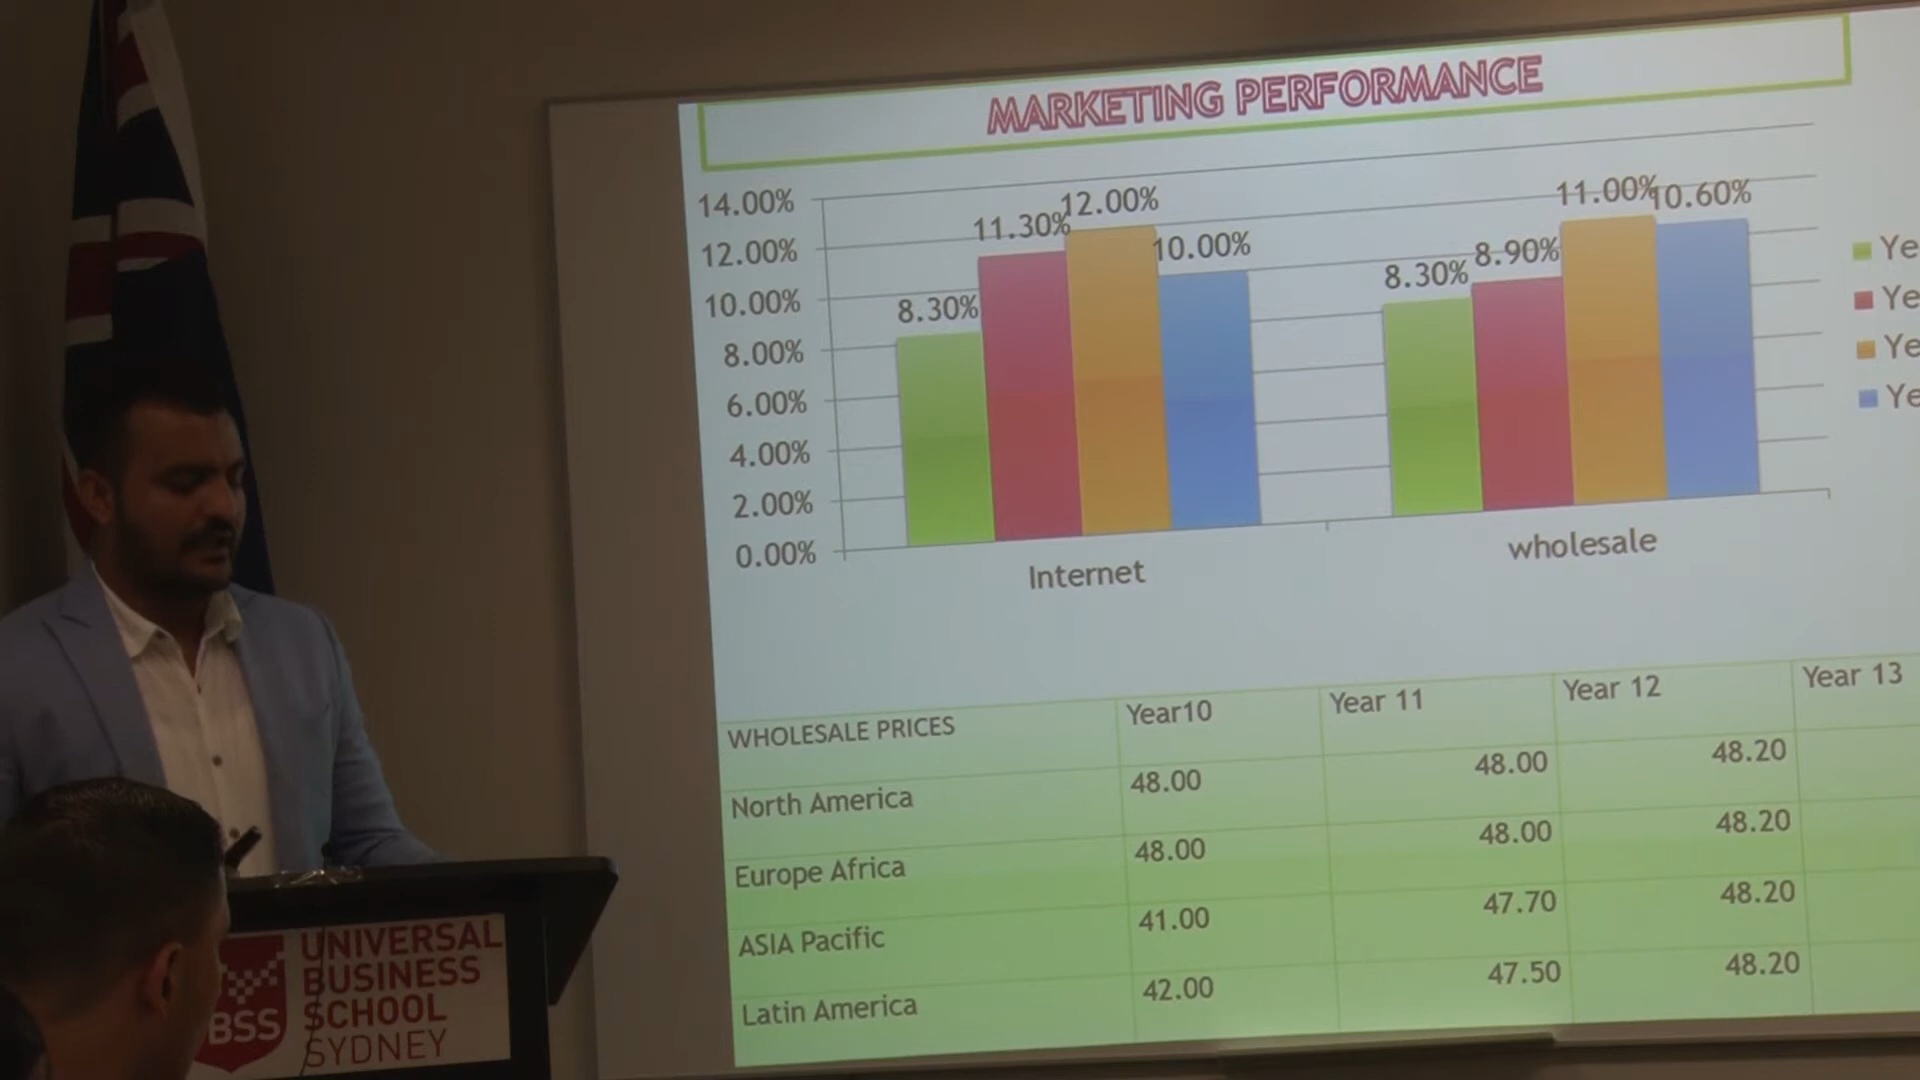 MARKETING PERFORMANCE
14.00%
12.00%
10.00%
8.00%
6.00%
4.00%
2.00%
0.00%
8.30%
11.30%
12.00%
10.00%
8.30%
8.90%
11.00%
10.60%
Internet
wholesale
Ye
Ye
Ye
Ye
WHOLESALE PRICES Year10 Year 11 Year 12 Year 13
North America 48.00 48.00 48.20
Europe Africa 48.00 48.00 48.20
ASIA Pacific 41.00 47.70 48.20
Latin America 42.00 47.50 48.20
BSS
UNIVERSAL
BUSINESS
SCHOOL
SYDNEY